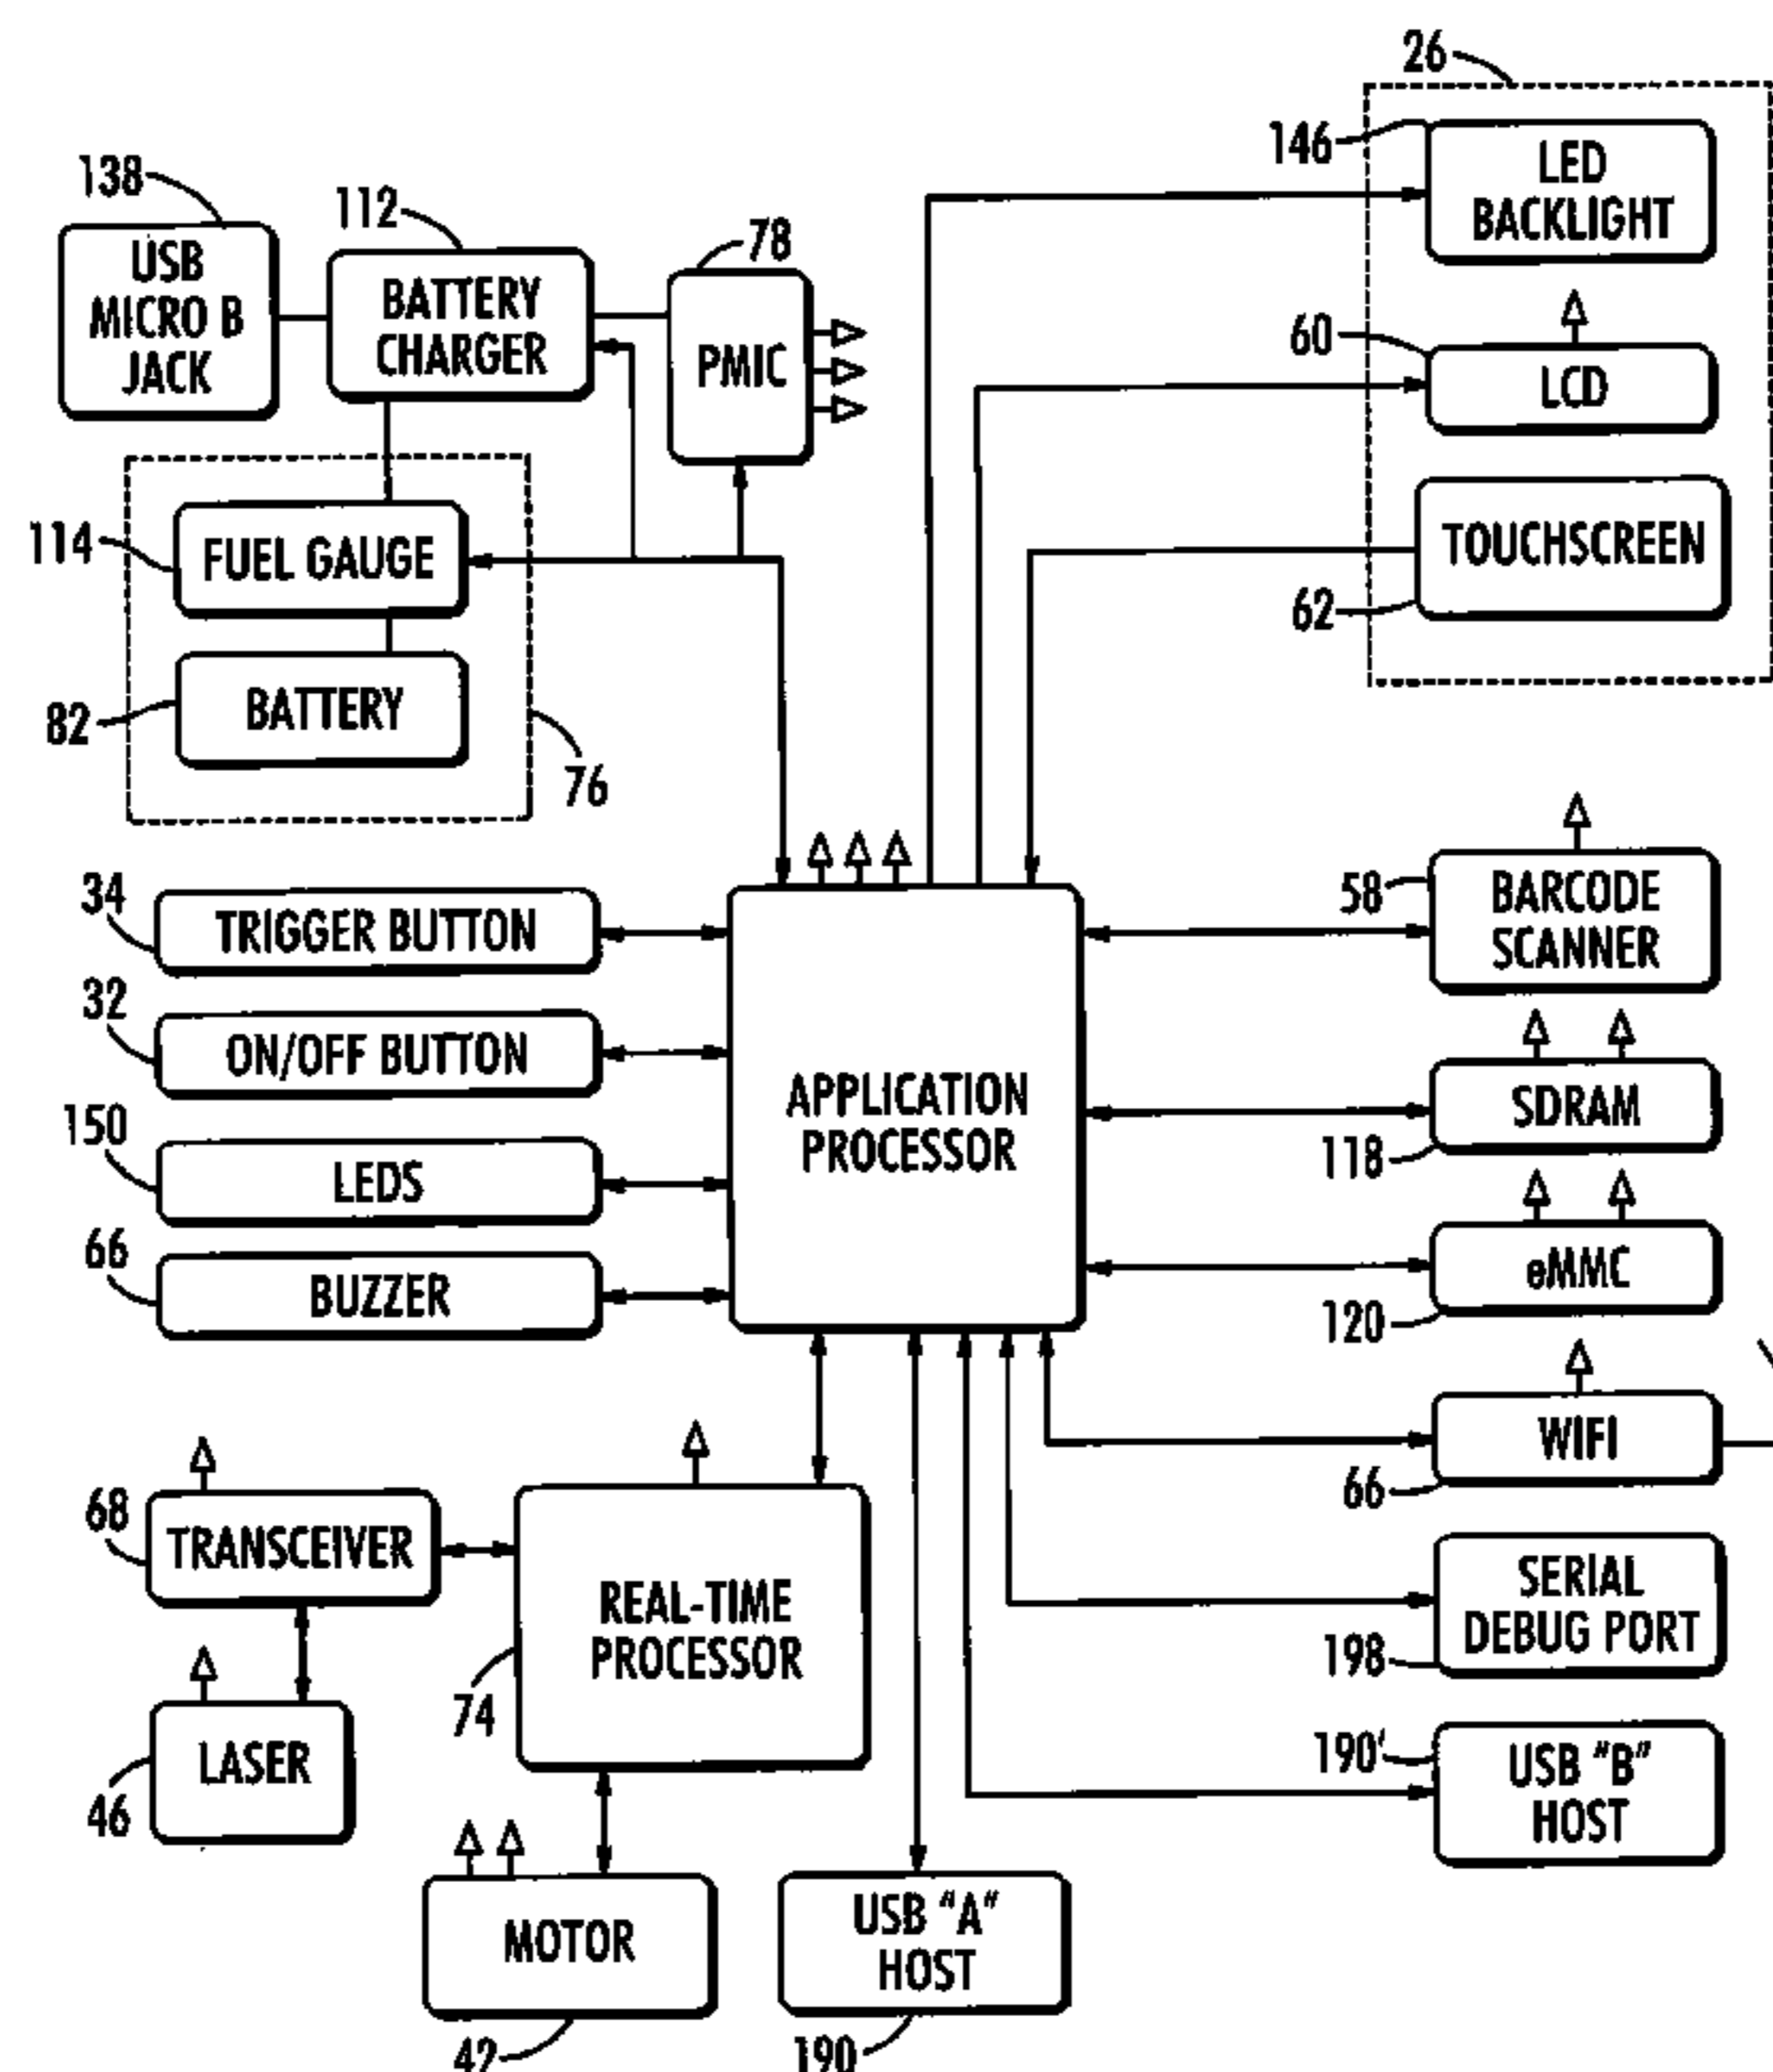 26
146
LED
BACKLIGHT
138
112
78
USB
MICRO B
JACK
BATTERY
CHARGER
PMIC
60
LCD
114
FUEL GAUGE
TOUCHSCREEN
62
82
BATTERY
76
34
TRIGGER BUTTON
58
BARCODE
SCANNER
32
ON/OFF BUTTON
APPLICATION
PROCESSOR
SDRAM
118
150
LEDS
66
BUZZER
eMMC
120
WIFI
66
68
TRANSCEIVER
REAL-TIME
PROCESSOR
74
SERIAL
DEBUG PORT
198
LASER
46
190'
USB "B"
HOST
MOTOR
42
USB "A"
HOST
190